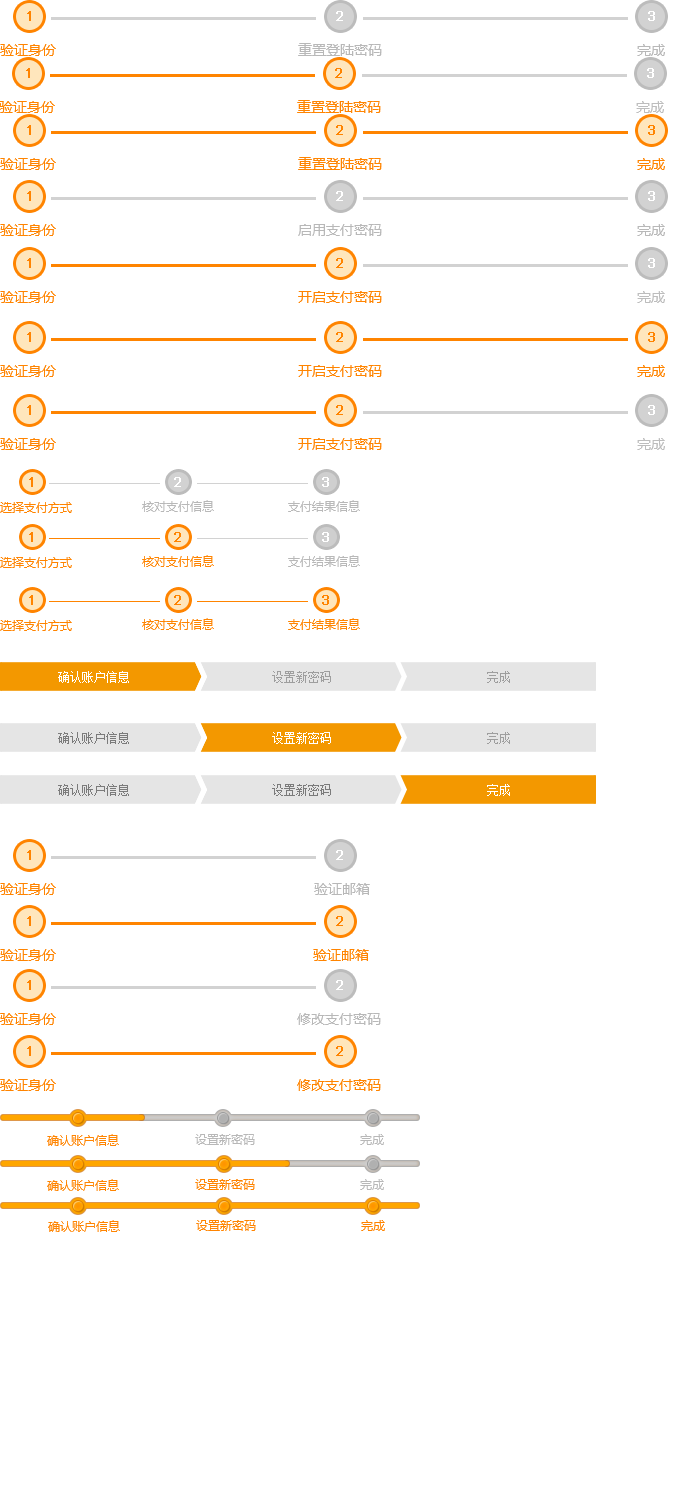 1 2 3
验证身份 重置登陆密码 完成
1 2 3
验证身份 重置登陆密码 完成
1 2 3
验证身份 重置登陆密码 完成
1 2 3
验证身份 启用支付密码 完成
1 2 3
验证身份 开启支付密码 完成
1 2 3
验证身份 开启支付密码 完成
1 2 3
验证身份 开启支付密码 完成
1 2 3
选择支付方式 核对支付信息 支付结果信息
1 2 3
选择支付方式 核对支付信息 支付结果信息
1 2 3
选择支付方式 核对支付信息 支付结果信息
确认账户信息 设置新密码 完成
确认账户信息 设置新密码 完成
确认账户信息 设置新密码 完成
1 2
验证身份 验证邮箱
1 2
验证身份 验证邮箱
1 2
验证身份 修改支付密码
1 2
验证身份 修改支付密码
确认账户信息 设置新密码 完成
确认账户信息 设置新密码 完成
确认账户信息 设置新密码 完成